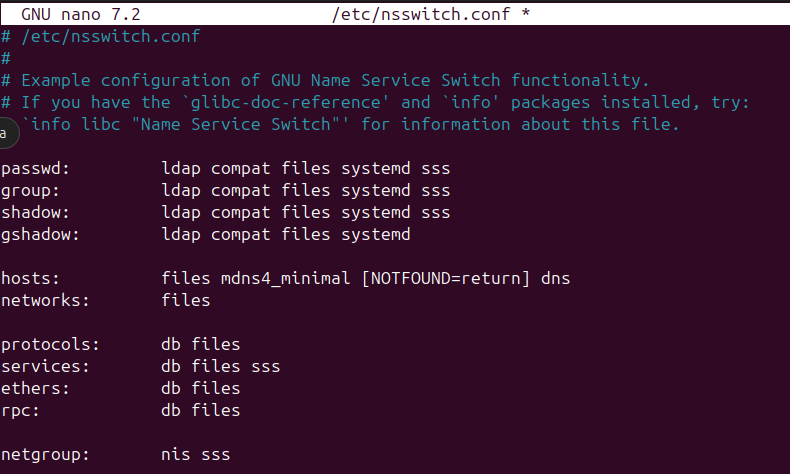 GNU nano 7.2 /etc/nsswitch.conf *
# /etc/nsswitch.conf
#
# Example configuration of GNU Name Service Switch functionality.
# If you have the `glibc-doc-reference' and `info' packages installed, try:
a `info libc "Name Service Switch"' for information about this file.
passwd: ldap compat files systemd sss
group: ldap compat files systemd sss
shadow: ldap compat files systemd sss
gshadow: ldap compat files systemd
hosts: files mdns4_minimal [NOTFOUND=return] dns
networks: files
protocols: db files
services: db files sss
ethers: db files
rpc: db files
netgroup: nis sss